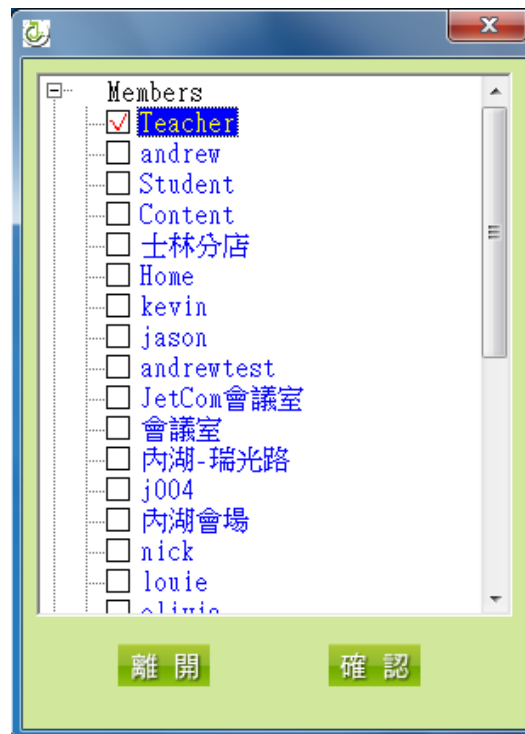 Members
Teacher
andrew
Student
Content
士林分店
Home
kevin
jason
andrewtest
JetCom會議室
會議室
內湖-瑞光路
j004
內湖會場
nick
louie
離 開
確 認